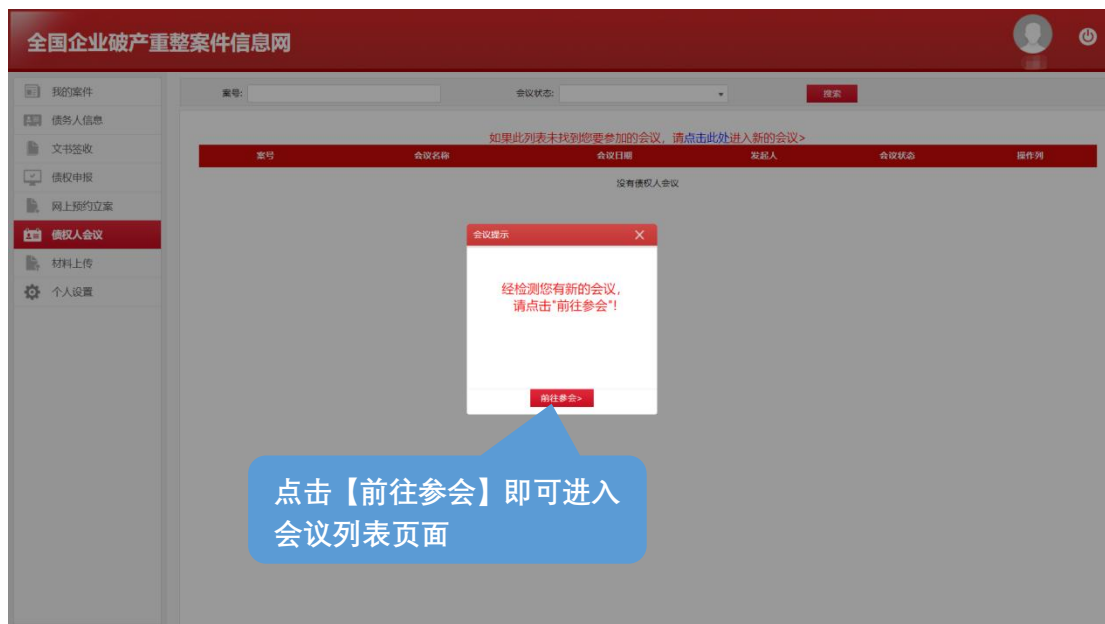 全国企业破产重整案件信息网
我的案件
债务人信息
文书签收
债权申报
网上预约立案
债权人会议
材料上传
个人设置
案号:
会议状态:
搜索
如果此列表未找到您要参加的会议，请点击此处进入新的会议>
案号 会议名称 会议日期 发起人 会议状态 操作列
没有债权人会议
会议提示
经检测您有新的会议,
请点击"前往参会"!
前往参会>
点击【前往参会】即可进入
会议列表页面